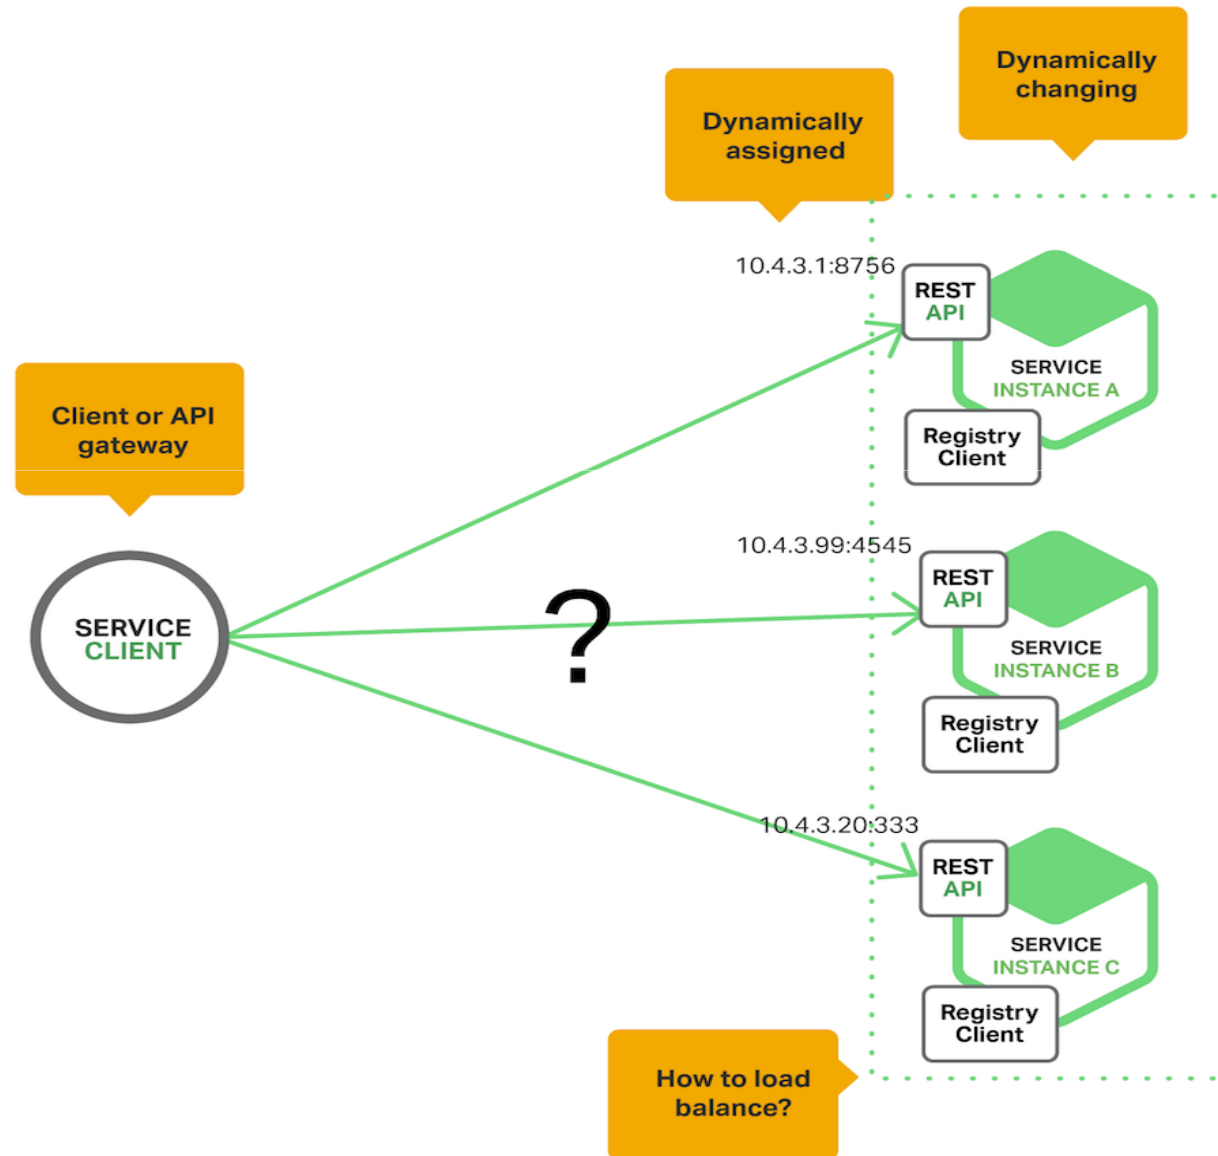 Dynamically
changing
Dynamically
assigned
10.4.3.1:8756
REST
API
SERVICE
INSTANCE A
Registry
Client
Client or API
gateway
10.4.3.99:4545
REST
API
SERVICE
INSTANCE B
Registry
Client
?
SERVICE
CLIENT
10.4.3.20:333
REST
API
SERVICE
INSTANCE C
Registry
Client
How to load
balance?